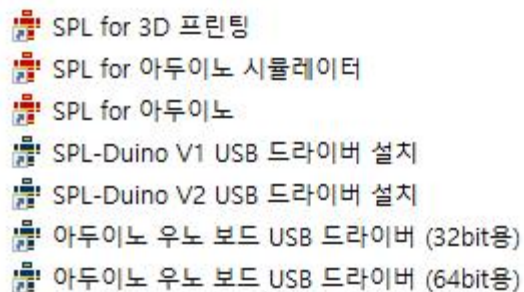 SPL for 3D 프린팅
SPL for 아두이노 시뮬레이터
SPL for 아두이노
SPL-Duino V1 USB 드라이버 설치
SPL-Duino V2 USB 드라이버 설치
아두이노 우노 보드 USB 드라이버 (32bit용)
아두이노 우노 보드 USB 드라이버 (64bit용)